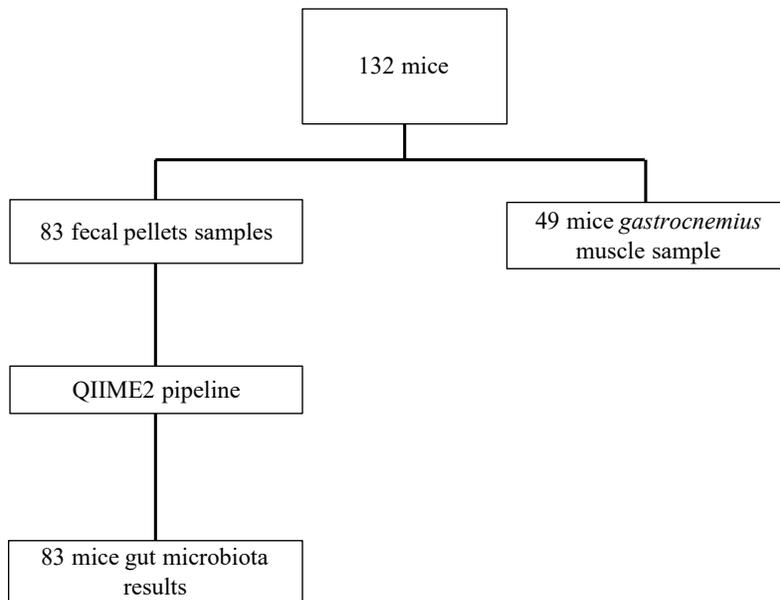 132 mice
83 fecal pellets samples
49 mice gastrocnemius
muscle sample
QIIME2 pipeline
83 mice gut microbiota
results